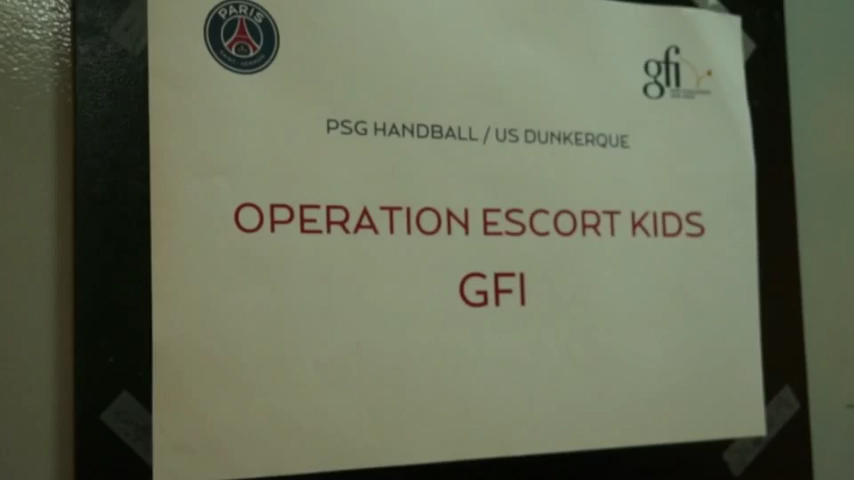 PARIS
gfi
PSG HANDBALL / US DUNKERQUE
OPERATION ESCORT KIDS
GFI